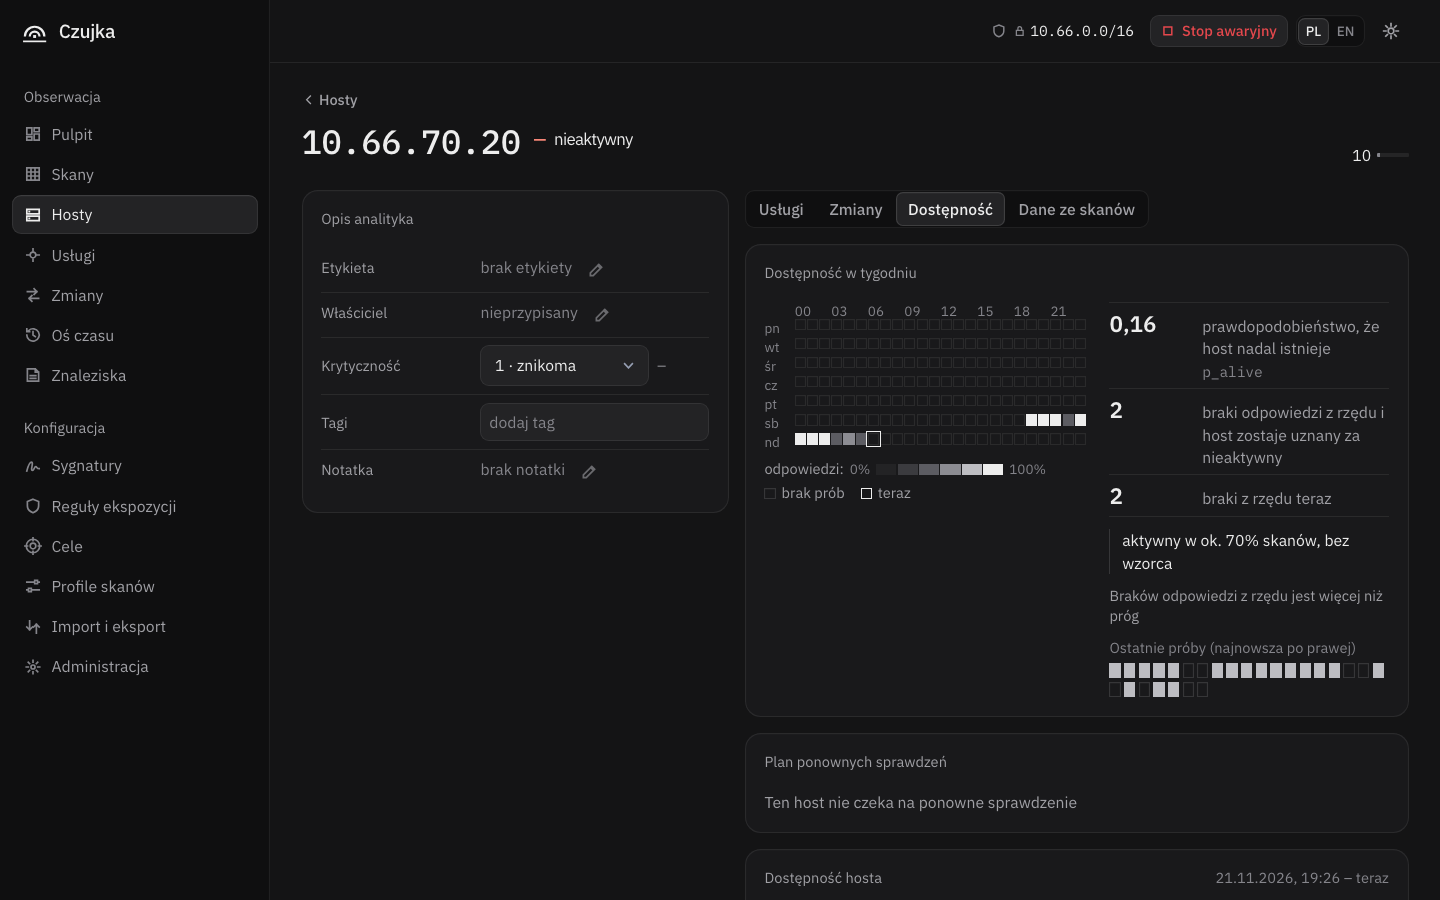 Czujka
10.66.0.0/16
Stop awaryjny
PL EN
Obserwacja
Pulpit
Skany
Hosty
Usługi
Zmiany
Oś czasu
Znaleziska
Konfiguracja
Sygnatury
Reguły ekspozycji
Cele
Profile skanów
Import i eksport
Administracja
Hosty
10.66.70.20 nieaktywny
10
Opis analityka
Etykieta brak etykiety
Właściciel nieprzypisany
Krytyczność 1 · znikoma –
Tagi dodaj tag
Notatka brak notatki
Usługi Zmiany Dostępność Dane ze skanów
Dostępność w tygodniu
00 03 06 09 12 15 18 21
pn
wt
śr
cz
pt
sb
nd
odpowiedzi: 0% 100%
brak prób teraz
0,16 prawdopodobieństwo, że
host nadal istnieje
p_alive
2 braki odpowiedzi z rzędu i
host zostaje uznany za
nieaktywny
2 braki z rzędu teraz
aktywny w ok. 70% skanów, bez
wzorca
Braków odpowiedzi z rzędu jest więcej niż
próg
Ostatnie próby (najnowsza po prawej)
Plan ponownych sprawdzeń
Ten host nie czeka na ponowne sprawdzenie
Dostępność hosta 21.11.2026, 19:26 – teraz